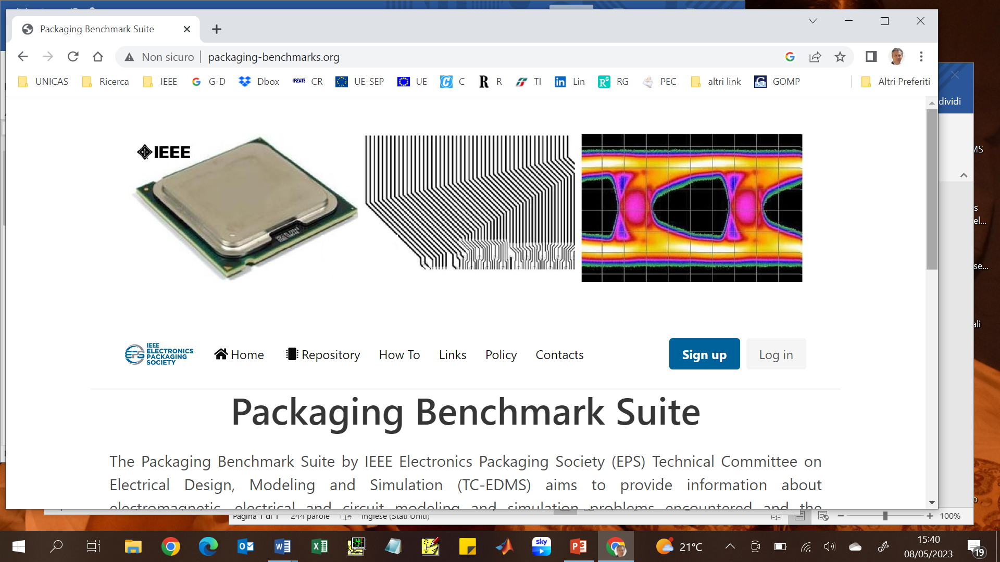 Packaging Benchmark Suite
Non sicuro packaging-benchmarks.org
UNICAS Ricerca IEEE G-D Dbox CREATE CR UE-SEP UE C R TI Lin RG PEC altri link GOMP Altri Preferiti
dividi
IEEE
MS
s
el...
se...
ali
IEEE
ELECTRONICS
PACKAGING
SOCIETY
EPS
Home Repository How To Links Policy Contacts Sign up Log in
Packaging Benchmark Suite
The Packaging Benchmark Suite by IEEE Electronics Packaging Society (EPS) Technical Committee on
Electrical Design, Modeling and Simulation (TC-EDMS) aims to provide information about
electromagnetic, electrical and circuit modeling and simulation problems encountered and the
Pagina 1 di 1 244 parole Inglese (Stati Uniti) 100%
sky
21°C
15:40
08/05/2023
19